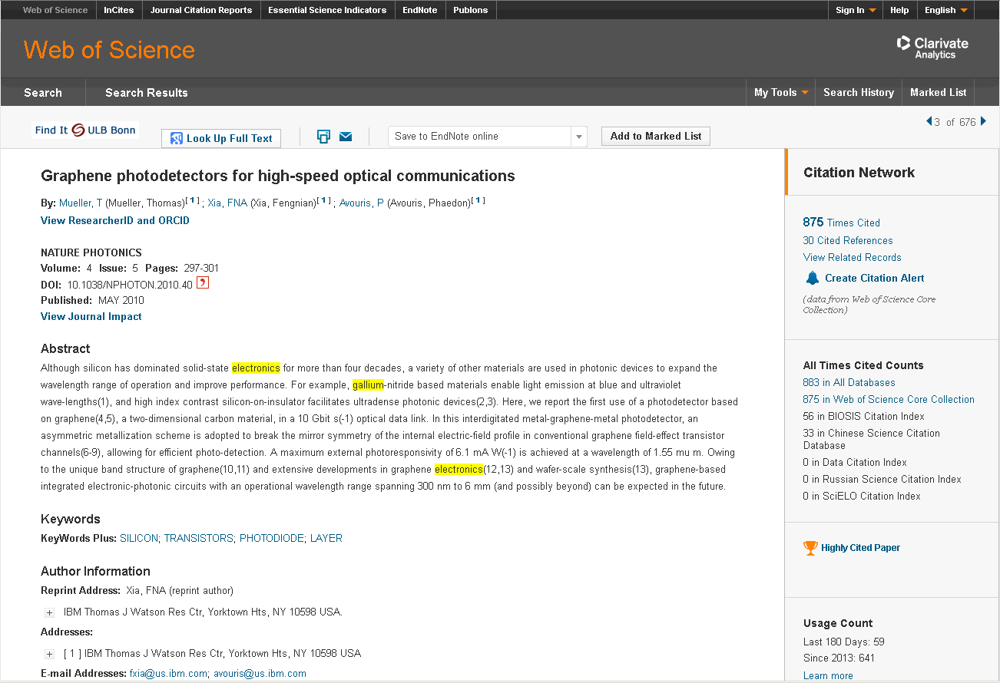 Web of Science InCites Journal Citation Reports Essential Science Indicators EndNote Publons Sign In Help English
Web of Science
Clarivate
Analytics
Search Search Results My Tools Search History Marked List
Find It ULB Bonn Look Up Full Text Save to EndNote online Add to Marked List 3 of 676
Graphene photodetectors for high-speed optical communications
By: Mueller, T (Mueller, Thomas)[ 1 ] ; Xia, FNA (Xia, Fengnian)[ 1 ] ; Avouris, P (Avouris, Phaedon)[ 1 ]
View ResearcherID and ORCID
NATURE PHOTONICS
Volume: 4 Issue: 5 Pages: 297-301
DOI: 10.1038/NPHOTON.2010.40
Published: MAY 2010
View Journal Impact
Abstract
Although silicon has dominated solid-state electronics for more than four decades, a variety of other materials are used in photonic devices to expand the
wavelength range of operation and improve performance. For example, gallium-nitride based materials enable light emission at blue and ultraviolet
wave-lengths(1), and high index contrast silicon-on-insulator facilitates ultradense photonic devices(2,3). Here, we report the first use of a photodetector based
on graphene(4,5), a two-dimensional carbon material, in a 10 Gbit s(-1) optical data link. In this interdigitated metal-graphene-metal photodetector, an
asymmetric metallization scheme is adopted to break the mirror symmetry of the internal electric-field profile in conventional graphene field-effect transistor
channels(6-9), allowing for efficient photo-detection. A maximum external photoresponsivity of 6.1 mA W(-1) is achieved at a wavelength of 1.55 mu m. Owing
to the unique band structure of graphene(10,11) and extensive developments in graphene electronics(12,13) and wafer-scale synthesis(13), graphene-based
integrated electronic-photonic circuits with an operational wavelength range spanning 300 nm to 6 mm (and possibly beyond) can be expected in the future.
Keywords
KeyWords Plus: SILICON; TRANSISTORS; PHOTODIODE; LAYER
Author Information
Reprint Address: Xia, FNA (reprint author)
IBM Thomas J Watson Res Ctr, Yorktown Hts, NY 10598 USA.
Addresses:
[ 1 ] IBM Thomas J Watson Res Ctr, Yorktown Hts, NY 10598 USA
E-mail Addresses: fxia@us.ibm.com; avouris@us.ibm.com
Citation Network
875 Times Cited
30 Cited References
View Related Records
Create Citation Alert
(data from Web of Science Core
Collection)
All Times Cited Counts
883 in All Databases
875 in Web of Science Core Collection
56 in BIOSIS Citation Index
33 in Chinese Science Citation
Database
0 in Data Citation Index
0 in Russian Science Citation Index
0 in SciELO Citation Index
Highly Cited Paper
Usage Count
Last 180 Days: 59
Since 2013: 641
Learn more